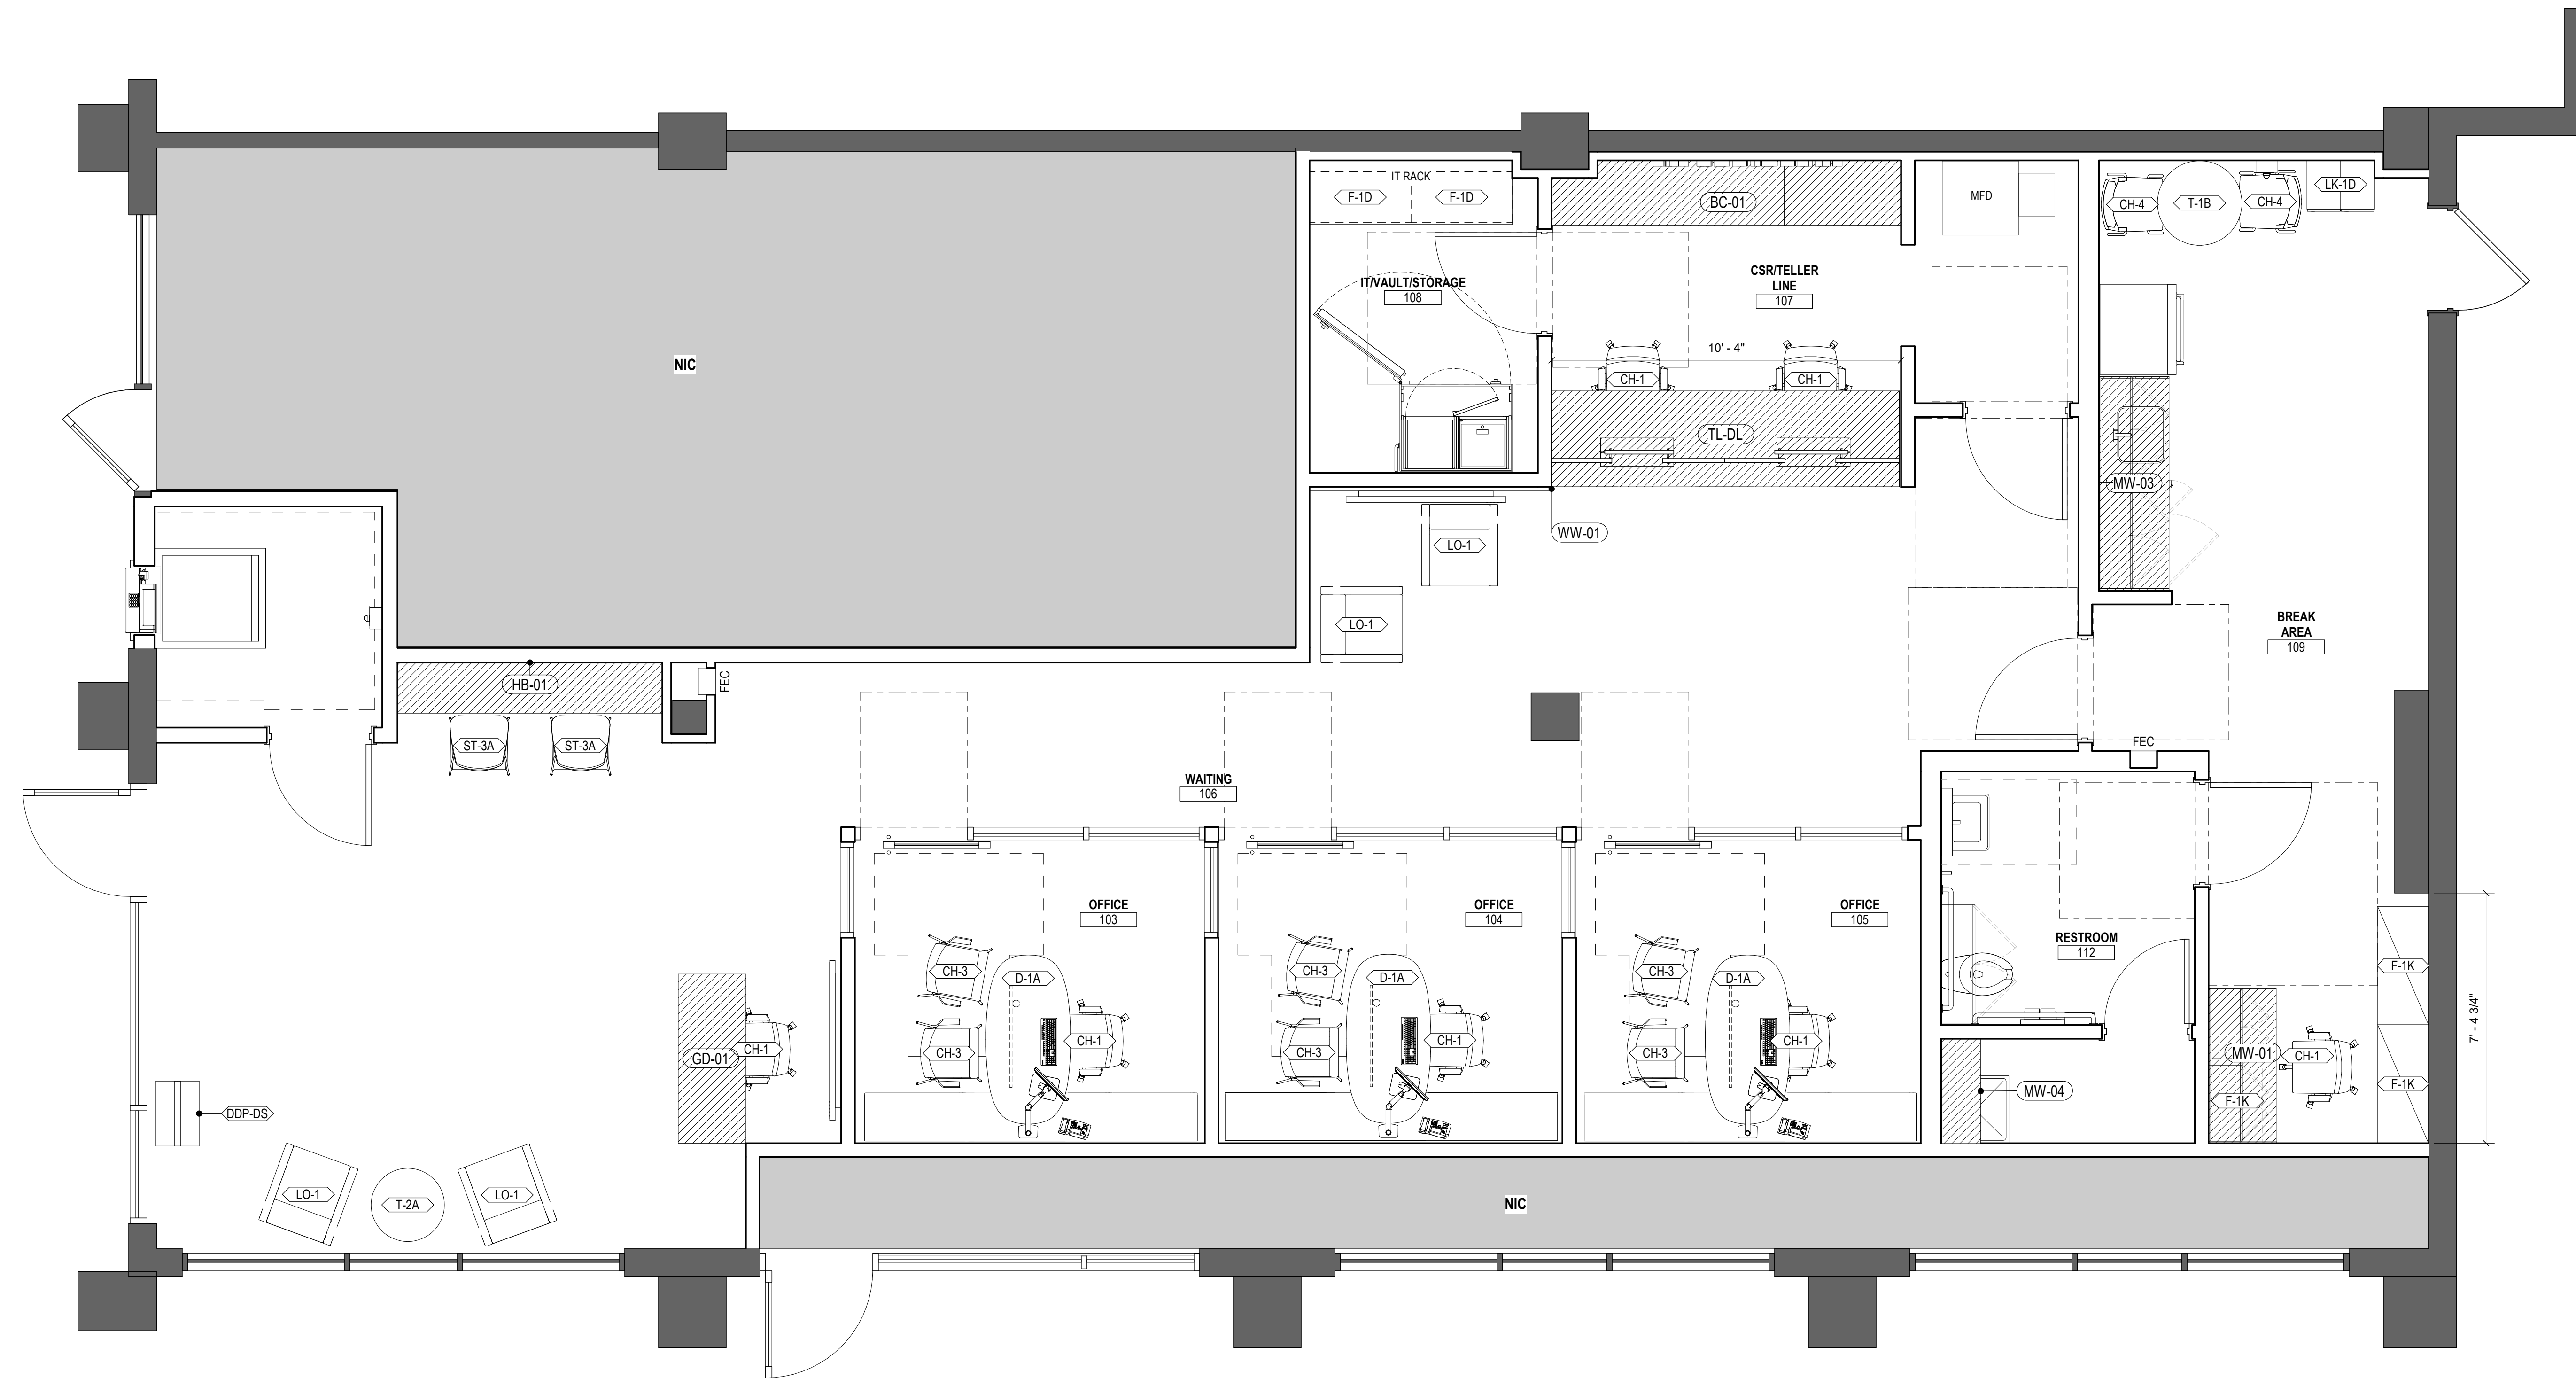 IT RACK
F-1D
F-1D
BC-01
MFD
CH-4
T-1B
CH-4
LK-1D
IT/VAULT/STORAGE
108
CSR/TELLER
LINE
107
NIC
10' - 4"
CH-1
CH-1
TL-DL
MW-03
WW-01
LO-1
LO-1
BREAK
AREA
109
HB-01
FEC
ST-3A
ST-3A
FEC
WAITING
106
OFFICE
103
OFFICE
104
OFFICE
105
RESTROOM
112
CH-3
D-1A
CH-3
D-1A
CH-3
D-1A
F-1K
7' - 4 3/4"
GD-01
CH-1
CH-3
CH-1
CH-3
CH-1
CH-3
CH-1
MW-01
CH-1
MW-04
F-1K
F-1K
DDP-DS
LO-1
T-2A
LO-1
NIC